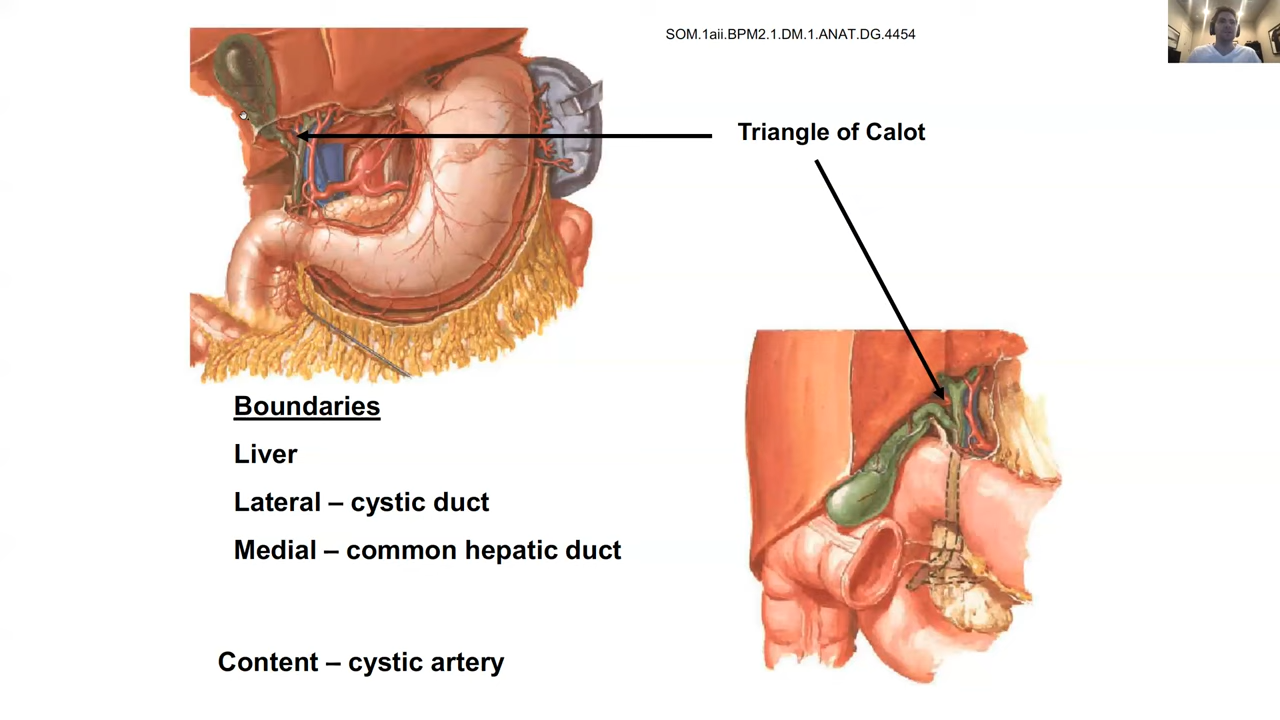 SOM.1aii.BPM2.1.DM.1.ANAT.DG.4454
Triangle of Calot
Boundaries
Liver
Lateral – cystic duct
Medial – common hepatic duct
Content – cystic artery